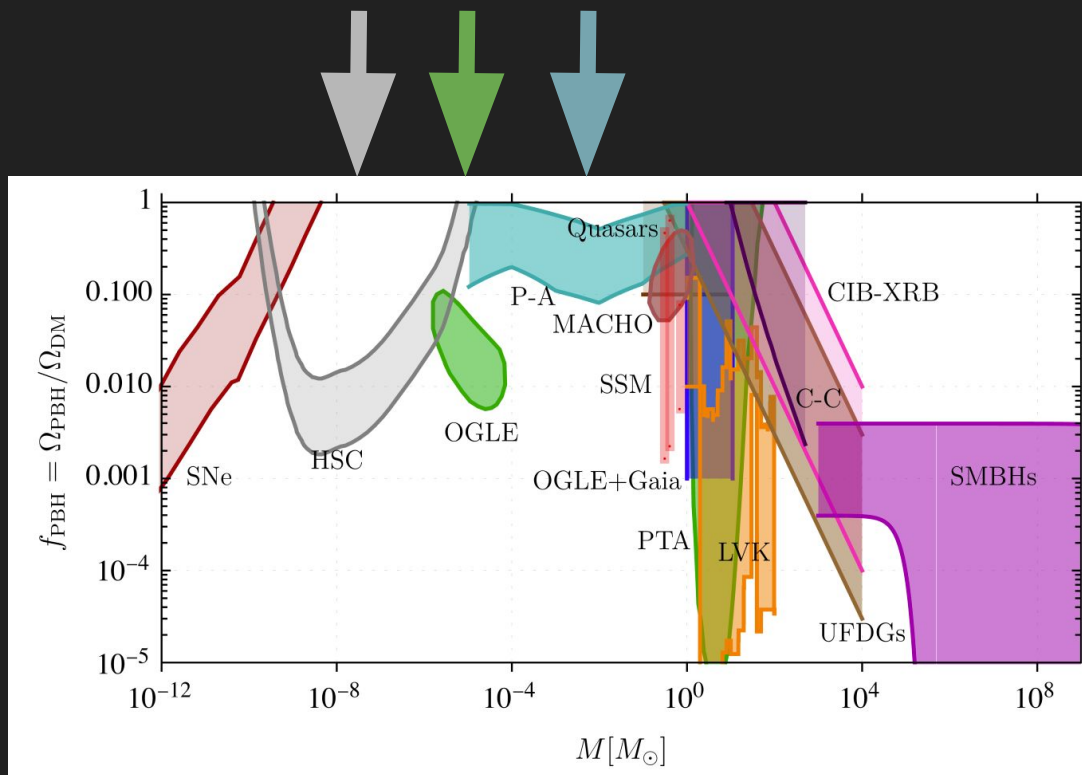 1
0.100
0.010
0.001
10⁻⁴
10⁻⁵
f_PBH = Ω_PBH/Ω_DM
SNe
HSC
OGLE
P-A
Quasars
MACHO
SSM
OGLE+Gaia
PTA
LVK
CIB-XRB
C-C
SMBHs
UFDGs
10⁻¹² 10⁻⁸ 10⁻⁴ 10⁰ 10⁴ 10⁸
M[M_⊙]